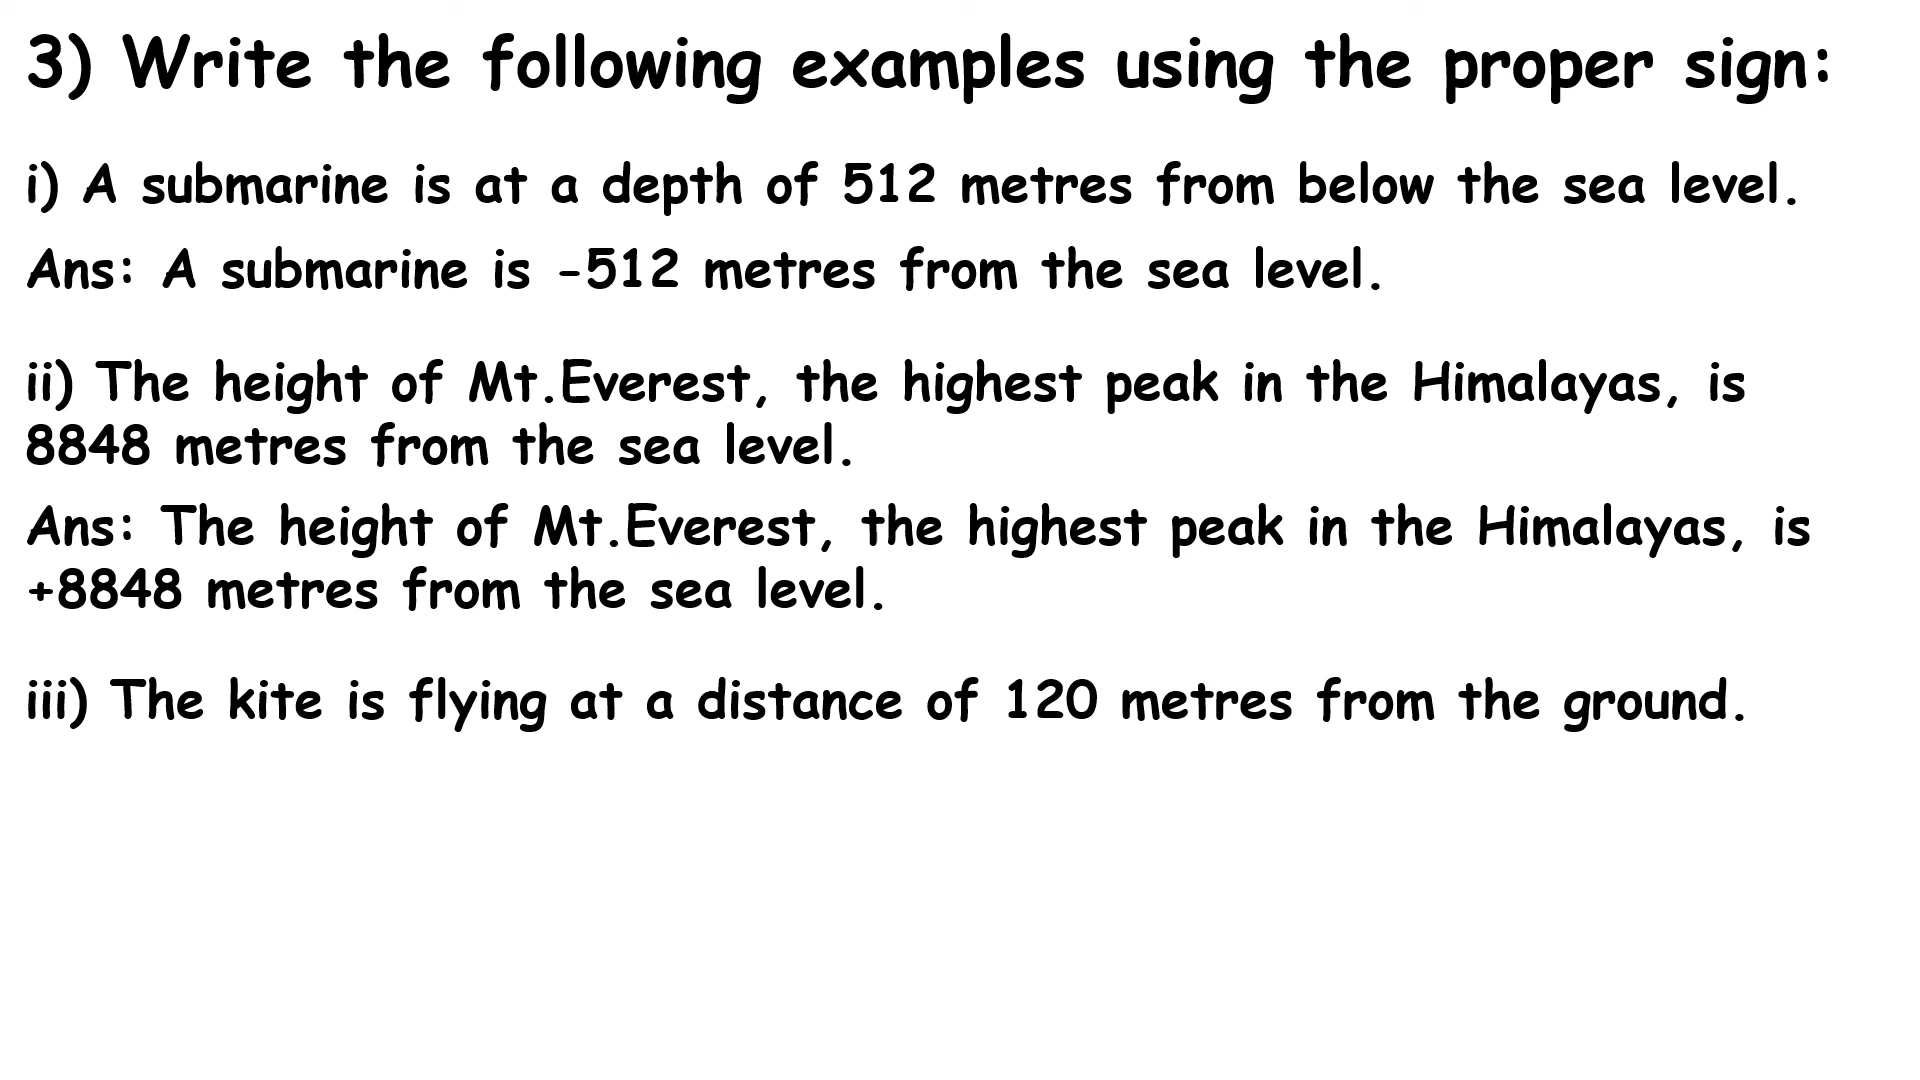 3) Write the following examples using the proper sign:
i) A submarine is at a depth of 512 metres from below the sea level.
Ans: A submarine is -512 metres from the sea level.
ii) The height of Mt.Everest, the highest peak in the Himalayas, is
8848 metres from the sea level.
Ans: The height of Mt.Everest, the highest peak in the Himalayas, is
+8848 metres from the sea level.
iii) The kite is flying at a distance of 120 metres from the ground.